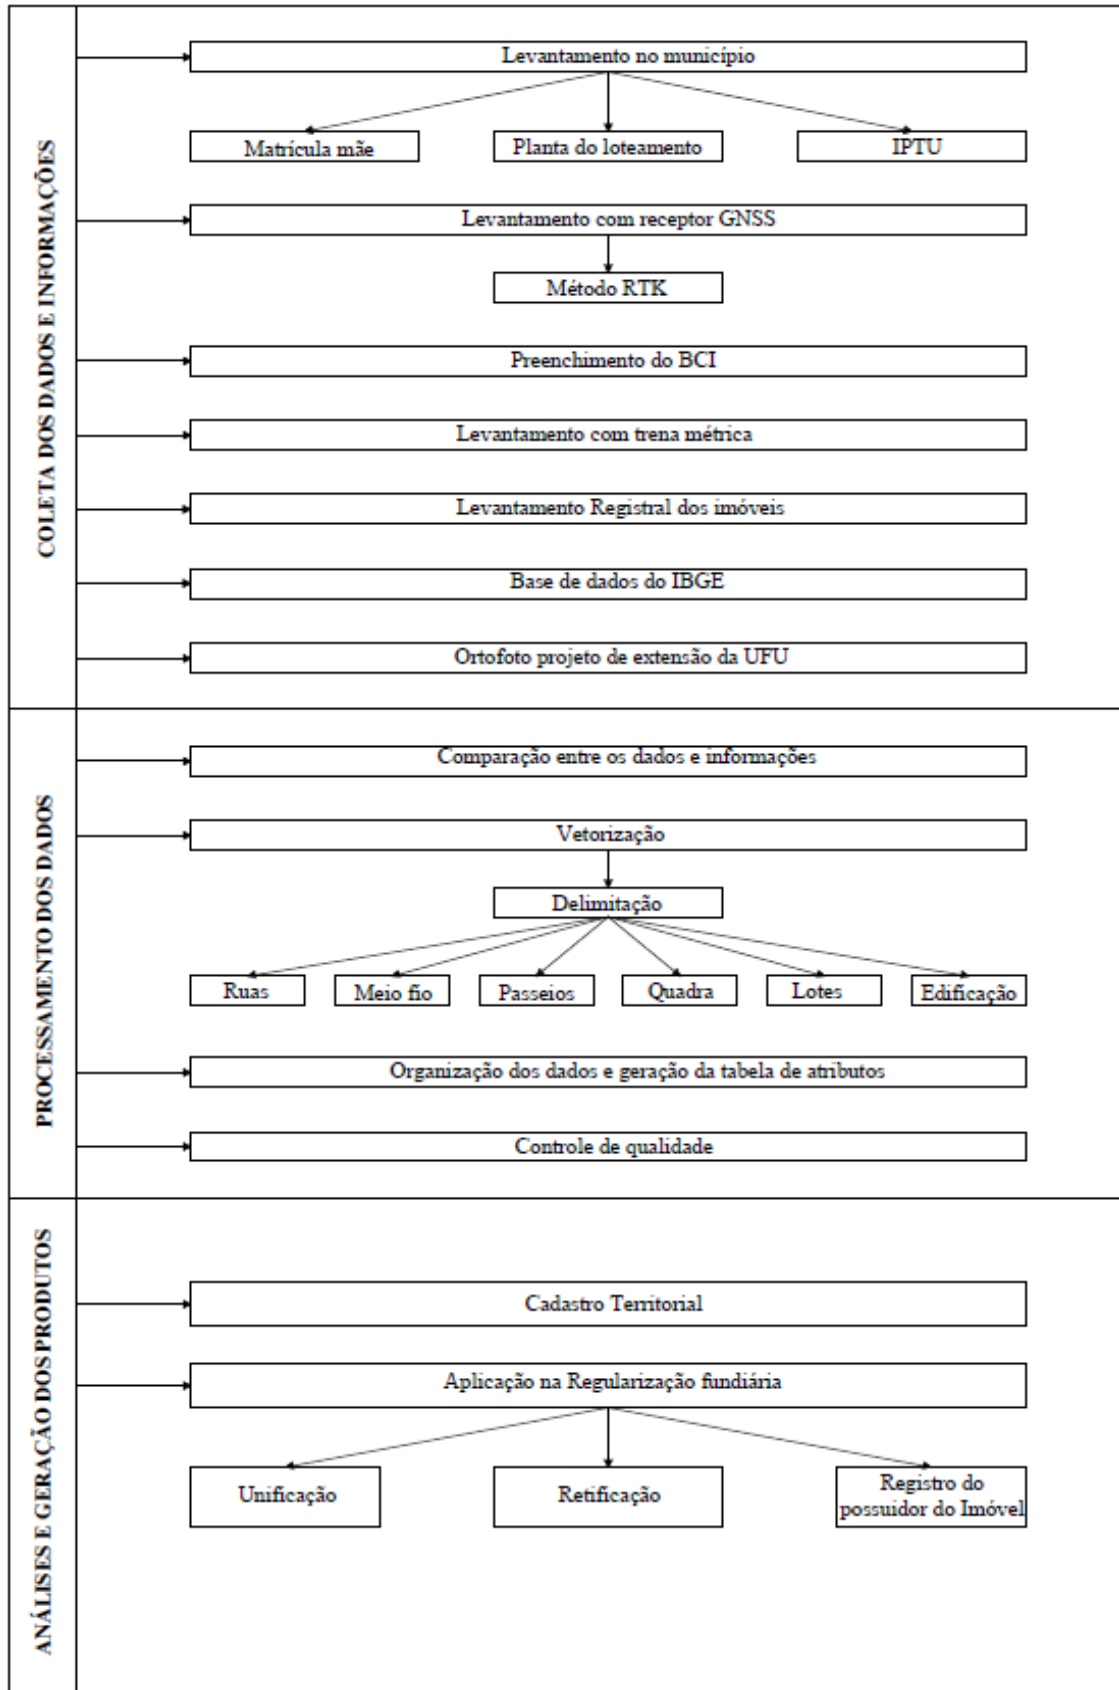 COLETA DOS DADOS E INFORMAÇÕES
Levantamento no município
Matrícula mãe
Planta do loteamento
IPTU
Levantamento com receptor GNSS
Método RTK
Preenchimento do BCI
Levantamento com trena métrica
Levantamento Registral dos imóveis
Base de dados do IBGE
Ortofoto projeto de extensão da UFU
PROCESSAMENTO DOS DADOS
Comparação entre os dados e informações
Vetorização
Delimitação
Ruas
Meio fio
Passeios
Quadra
Lotes
Edificação
Organização dos dados e geração da tabela de atributos
Controle de qualidade
ANÁLISES E GERAÇÃO DOS PRODUTOS
Cadastro Territorial
Aplicação na Regularização fundiária
Unificação
Retificação
Registro do
possuidor do Imóvel